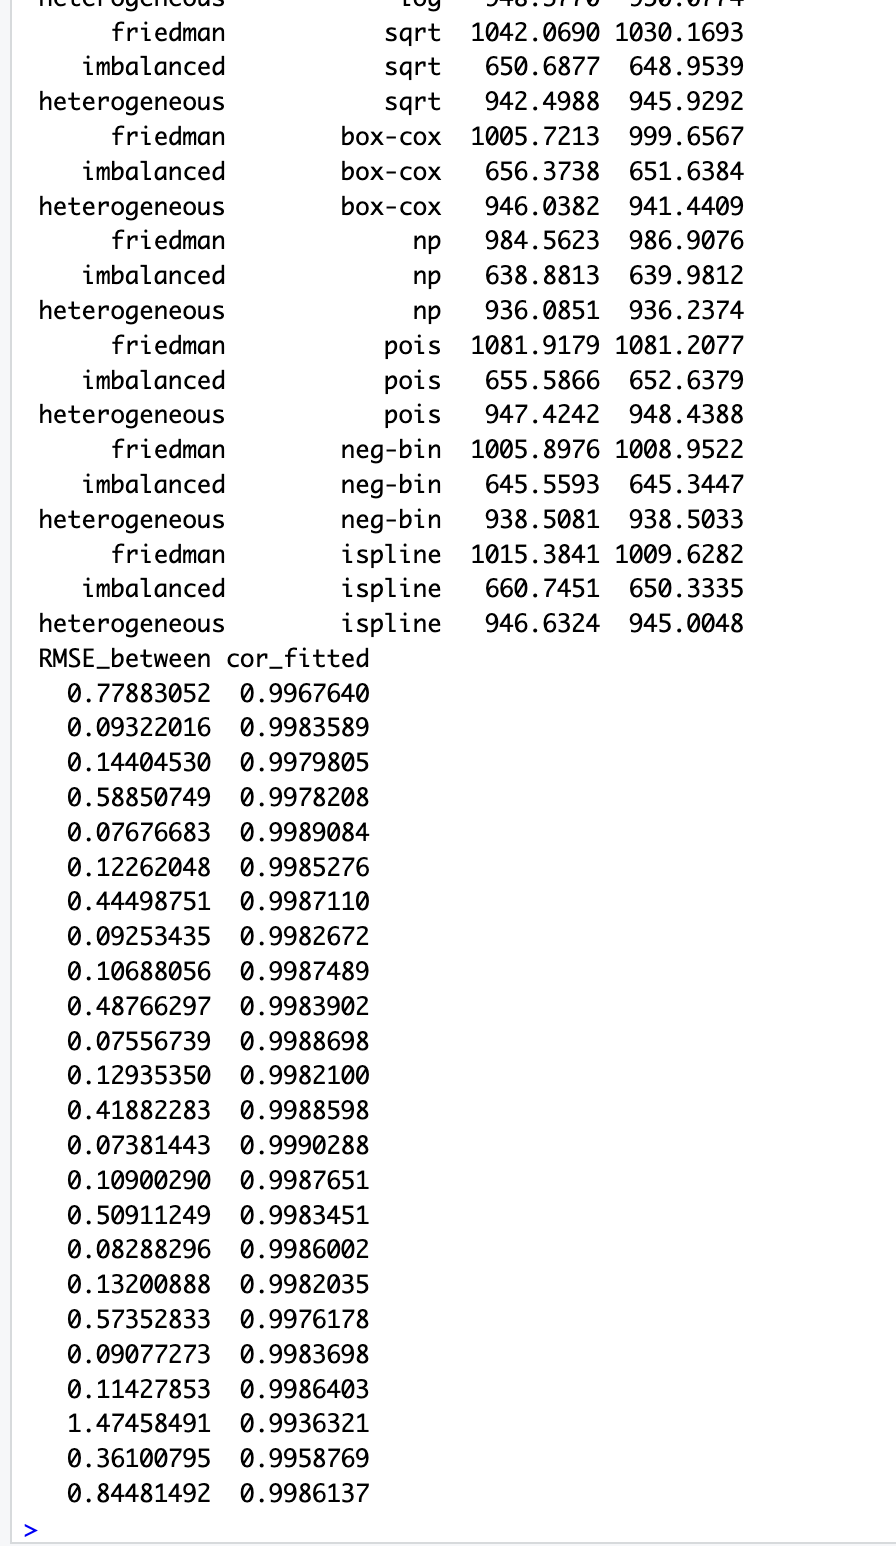 heterogeneous log
friedman sqrt 1042.0690 1030.1693
imbalanced sqrt 650.6877 648.9539
heterogeneous sqrt 942.4988 945.9292
friedman box-cox 1005.7213 999.6567
imbalanced box-cox 656.3738 651.6384
heterogeneous box-cox 946.0382 941.4409
friedman np 984.5623 986.9076
imbalanced np 638.8813 639.9812
heterogeneous np 936.0851 936.2374
friedman pois 1081.9179 1081.2077
imbalanced pois 655.5866 652.6379
heterogeneous pois 947.4242 948.4388
friedman neg-bin 1005.8976 1008.9522
imbalanced neg-bin 645.5593 645.3447
heterogeneous neg-bin 938.5081 938.5033
friedman ispline 1015.3841 1009.6282
imbalanced ispline 660.7451 650.3335
heterogeneous ispline 946.6324 945.0048
RMSE_between cor_fitted
0.77883052 0.9967640
0.09322016 0.9983589
0.14404530 0.9979805
0.58850749 0.9978208
0.07676683 0.9989084
0.12262048 0.9985276
0.44498751 0.9987110
0.09253435 0.9982672
0.10688056 0.9987489
0.48766297 0.9983902
0.07556739 0.9988698
0.12935350 0.9982100
0.41882283 0.9988598
0.07381443 0.9990288
0.10900290 0.9987651
0.50911249 0.9983451
0.08288296 0.9986002
0.13200888 0.9982035
0.57352833 0.9976178
0.09077273 0.9983698
0.11427853 0.9986403
1.47458491 0.9936321
0.36100795 0.9958769
0.84481492 0.9986137
>